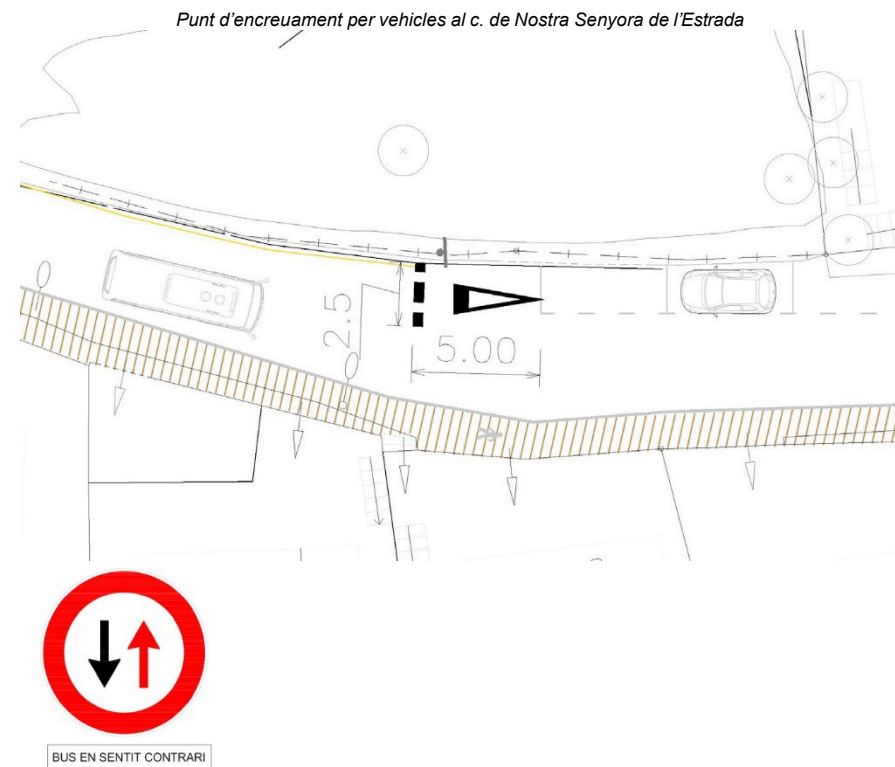 Punt d’encreuament per vehicles al c. de Nostra Senyora de l’Estrada
2.5
5.00
BUS EN SENTIT CONTRARI